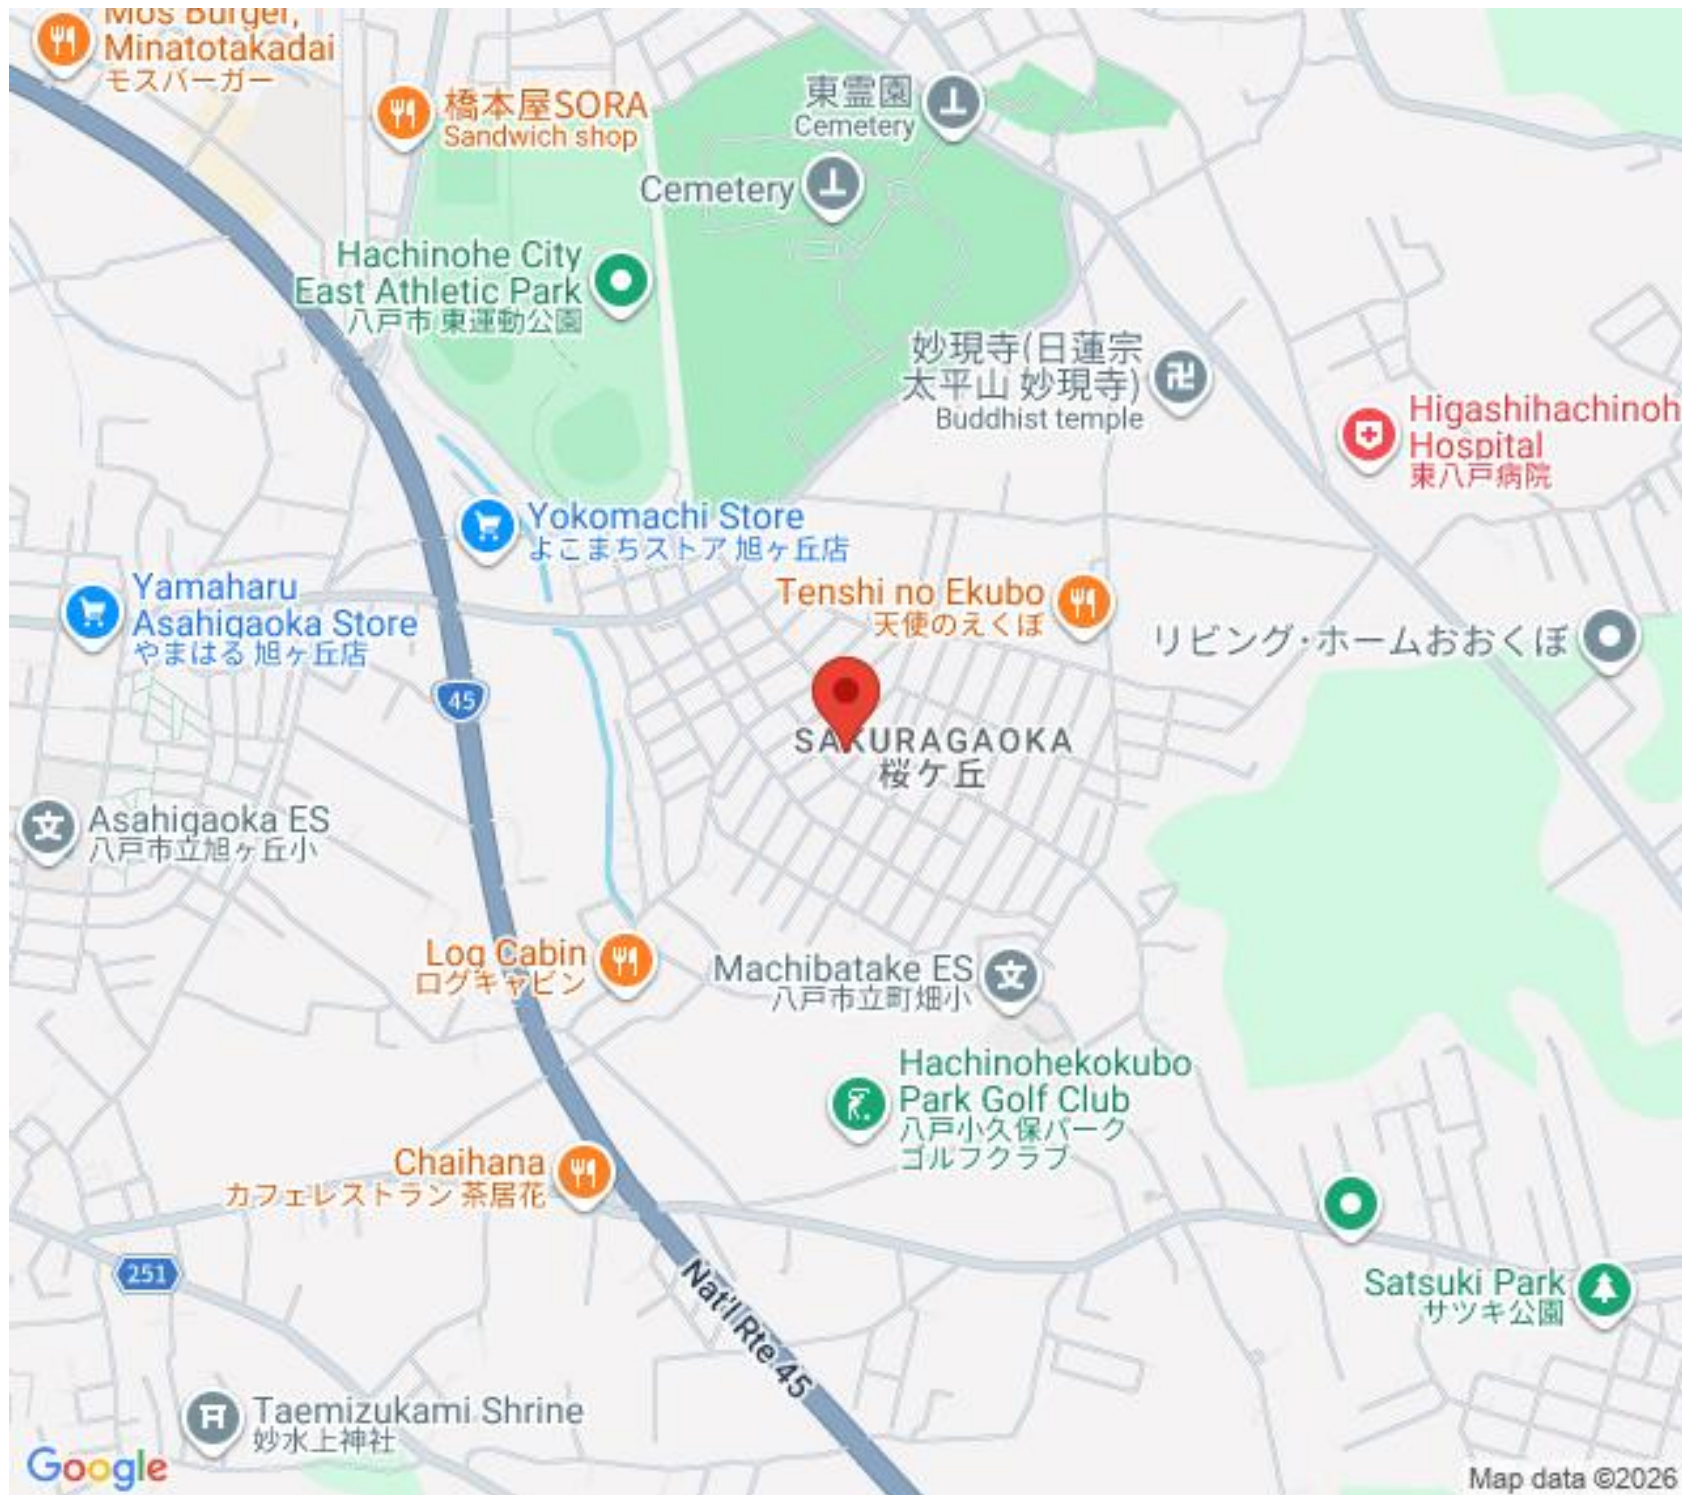 Mos Burger,
Minatotakadai
モスバーガー
橋本屋SORA
Sandwich shop
東霊園
Cemetery
Cemetery
Hachinohe City
East Athletic Park
八戸市 東運動公園
妙現寺(日蓮宗
太平山 妙現寺)
Buddhist temple
Higashihachinoh
Hospital
東八戸病院
Yokomachi Store
よこまちストア 旭ヶ丘店
Yamaharu
Asahigaoka Store
やまはる 旭ヶ丘店
Tenshi no Ekubo
天使のえくぼ
リビング·ホームおおくぼ
45
SAKURAGAOKA
桜ケ丘
Asahigaoka ES
八戸市立旭ヶ丘小
Log Cabin
ログキャビン
Machibatake ES
八戸市立町畑小
Hachinohekokubo
Park Golf Club
八戸小久保パーク
ゴルフクラブ
Chaihana
カフェレストラン 茶居花
251
Nat'l Rte 45
Satsuki Park
サツキ公園
Taemizukami Shrine
妙水上神社
Google
Map data ©2026